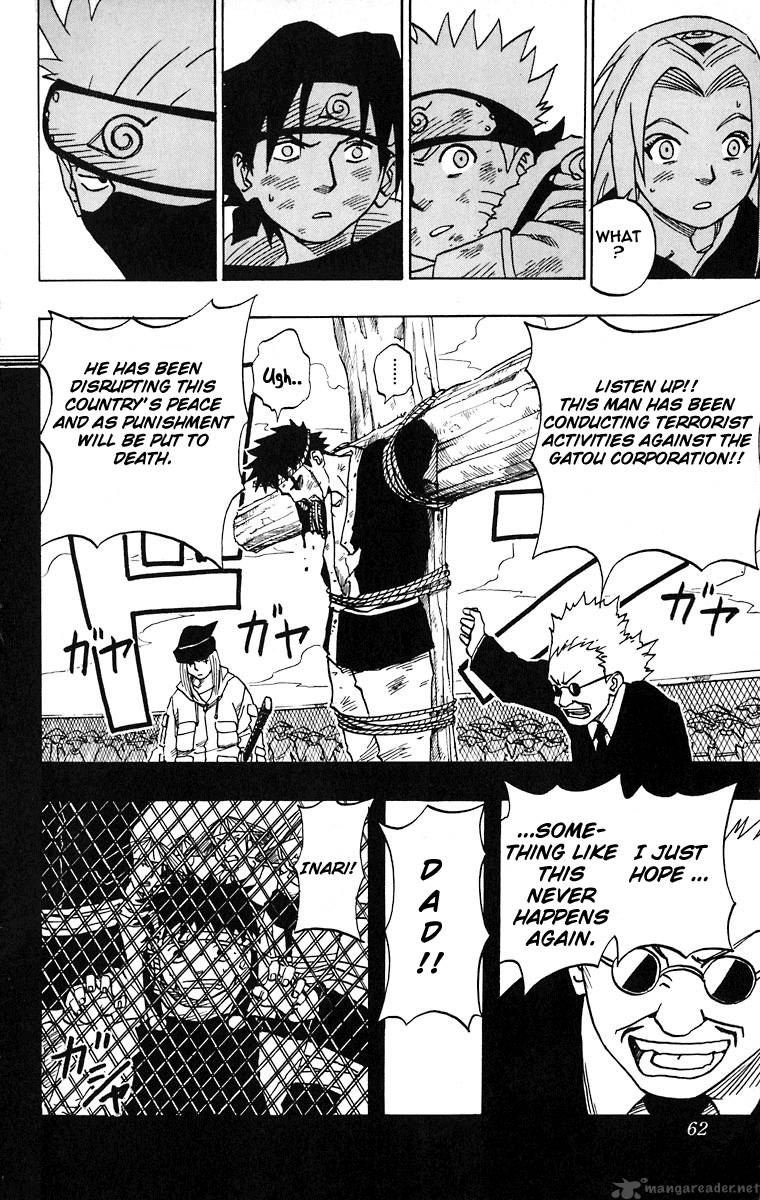 WHAT
?
LISTEN UP!!
THIS MAN HAS BEEN
CONDUCTING TERRORIST
ACTIVITIES AGAINST THE
GATOU CORPORATION!!
......
Ugh..
HE HAS BEEN
DISRUPTING THIS
COUNTRY'S PEACE
AND AS PUNISHMENT
WILL BE PUT TO
DEATH.
ガヤ
ガヤ
I JUST
HOPE ...
...SOME-
THING LIKE
THIS
NEVER
HAPPENS
AGAIN.
DAD!!
INARI!
ガシャ
62
mangareader.net